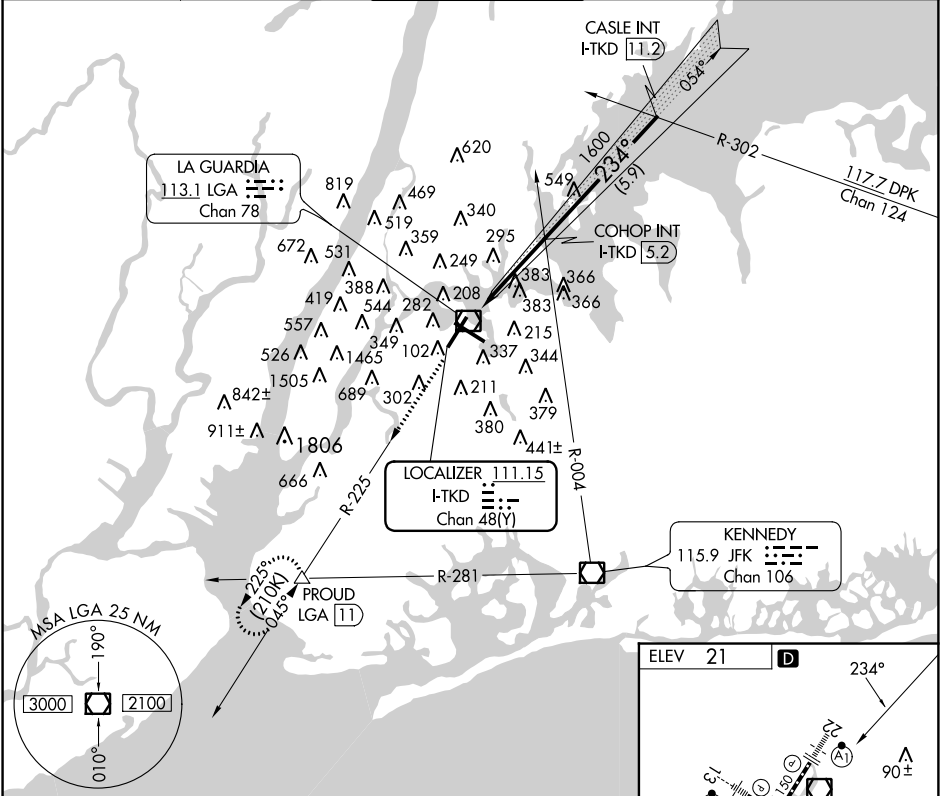 CASLE INT
I-TKD 11.2
054°
R-302
117.7 DPK
Chan 124
1600
234°
(5.9)
LA GUARDIA
113.1 LGA
Chan 78
620
549
819
469
519
340
COHOP INT
I-TKD 5.2
672
531
359
295
249
388
208
383
383
366
366
419
544
282
557
349
215
526
1465
102
337
344
1505
689
302
211
842±
380
379
911±
1806
441±
666
R-225
R-004
LOCALIZER 111.15
I-TKD
Chan 48(Y)
KENNEDY
115.9 JFK
Chan 106
R-281
225°
(210K)
045°
PROUD
LGA 11
MSA LGA 25 NM
190°
3000
2100
010°
ELEV 21
D
234°
22
A1
P
90±
13
P
150